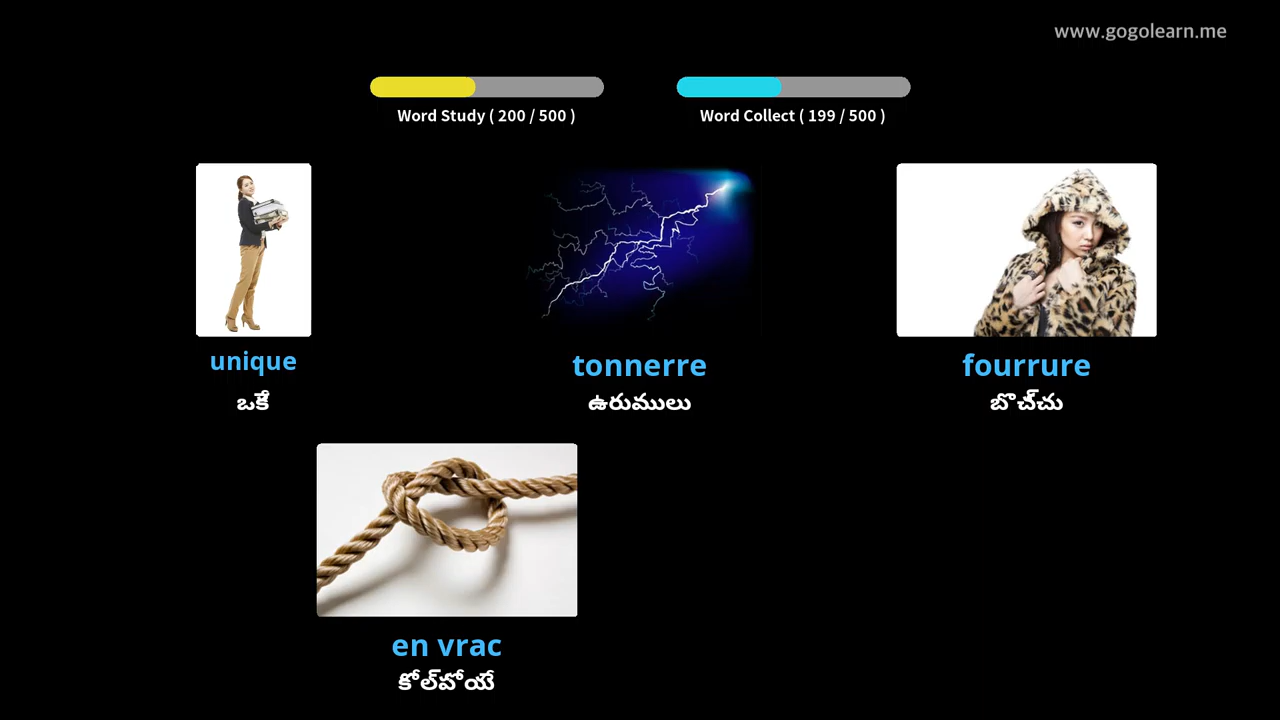 www.gogolearn.me
Word Study ( 200 / 500 )
Word Collect ( 199 / 500 )
unique
ఒకే
tonnerre
ఉరుములు
fourrure
బొచ్చు
en vrac
కోల్పోయే